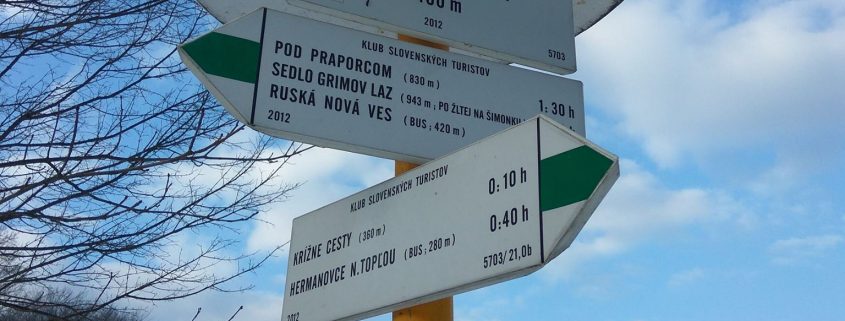 m
2012
5703
KLUB SLOVENSKÝCH TURISTOV
POD PRAPORCOM (830 m)
SEDLO GRIMOV LAZ (943 m; PO ŽLTEJ NA ŠIMONKU
1:30 h
RUSKÁ NOVÁ VES (BUS; 420 m)
2012
KLUB SLOVENSKÝCH TURISTOV
KRÍŽNE CESTY (360 m) 0:10 h
HERMANOVCE N.TOPĽOU (BUS; 280 m) 0:40 h
2012
5703/21,0b